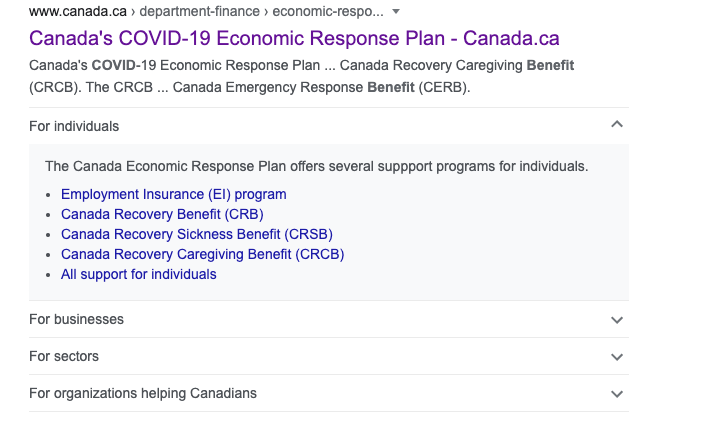 www.canada.ca › department-finance › economic-respo...
Canada's COVID-19 Economic Response Plan - Canada.ca
Canada's COVID-19 Economic Response Plan ... Canada Recovery Caregiving Benefit
(CRCB). The CRCB ... Canada Emergency Response Benefit (CERB).
For individuals
The Canada Economic Response Plan offers several suppport programs for individuals.
• Employment Insurance (EI) program
• Canada Recovery Benefit (CRB)
• Canada Recovery Sickness Benefit (CRSB)
• Canada Recovery Caregiving Benefit (CRCB)
• All support for individuals
For businesses
For sectors
For organizations helping Canadians